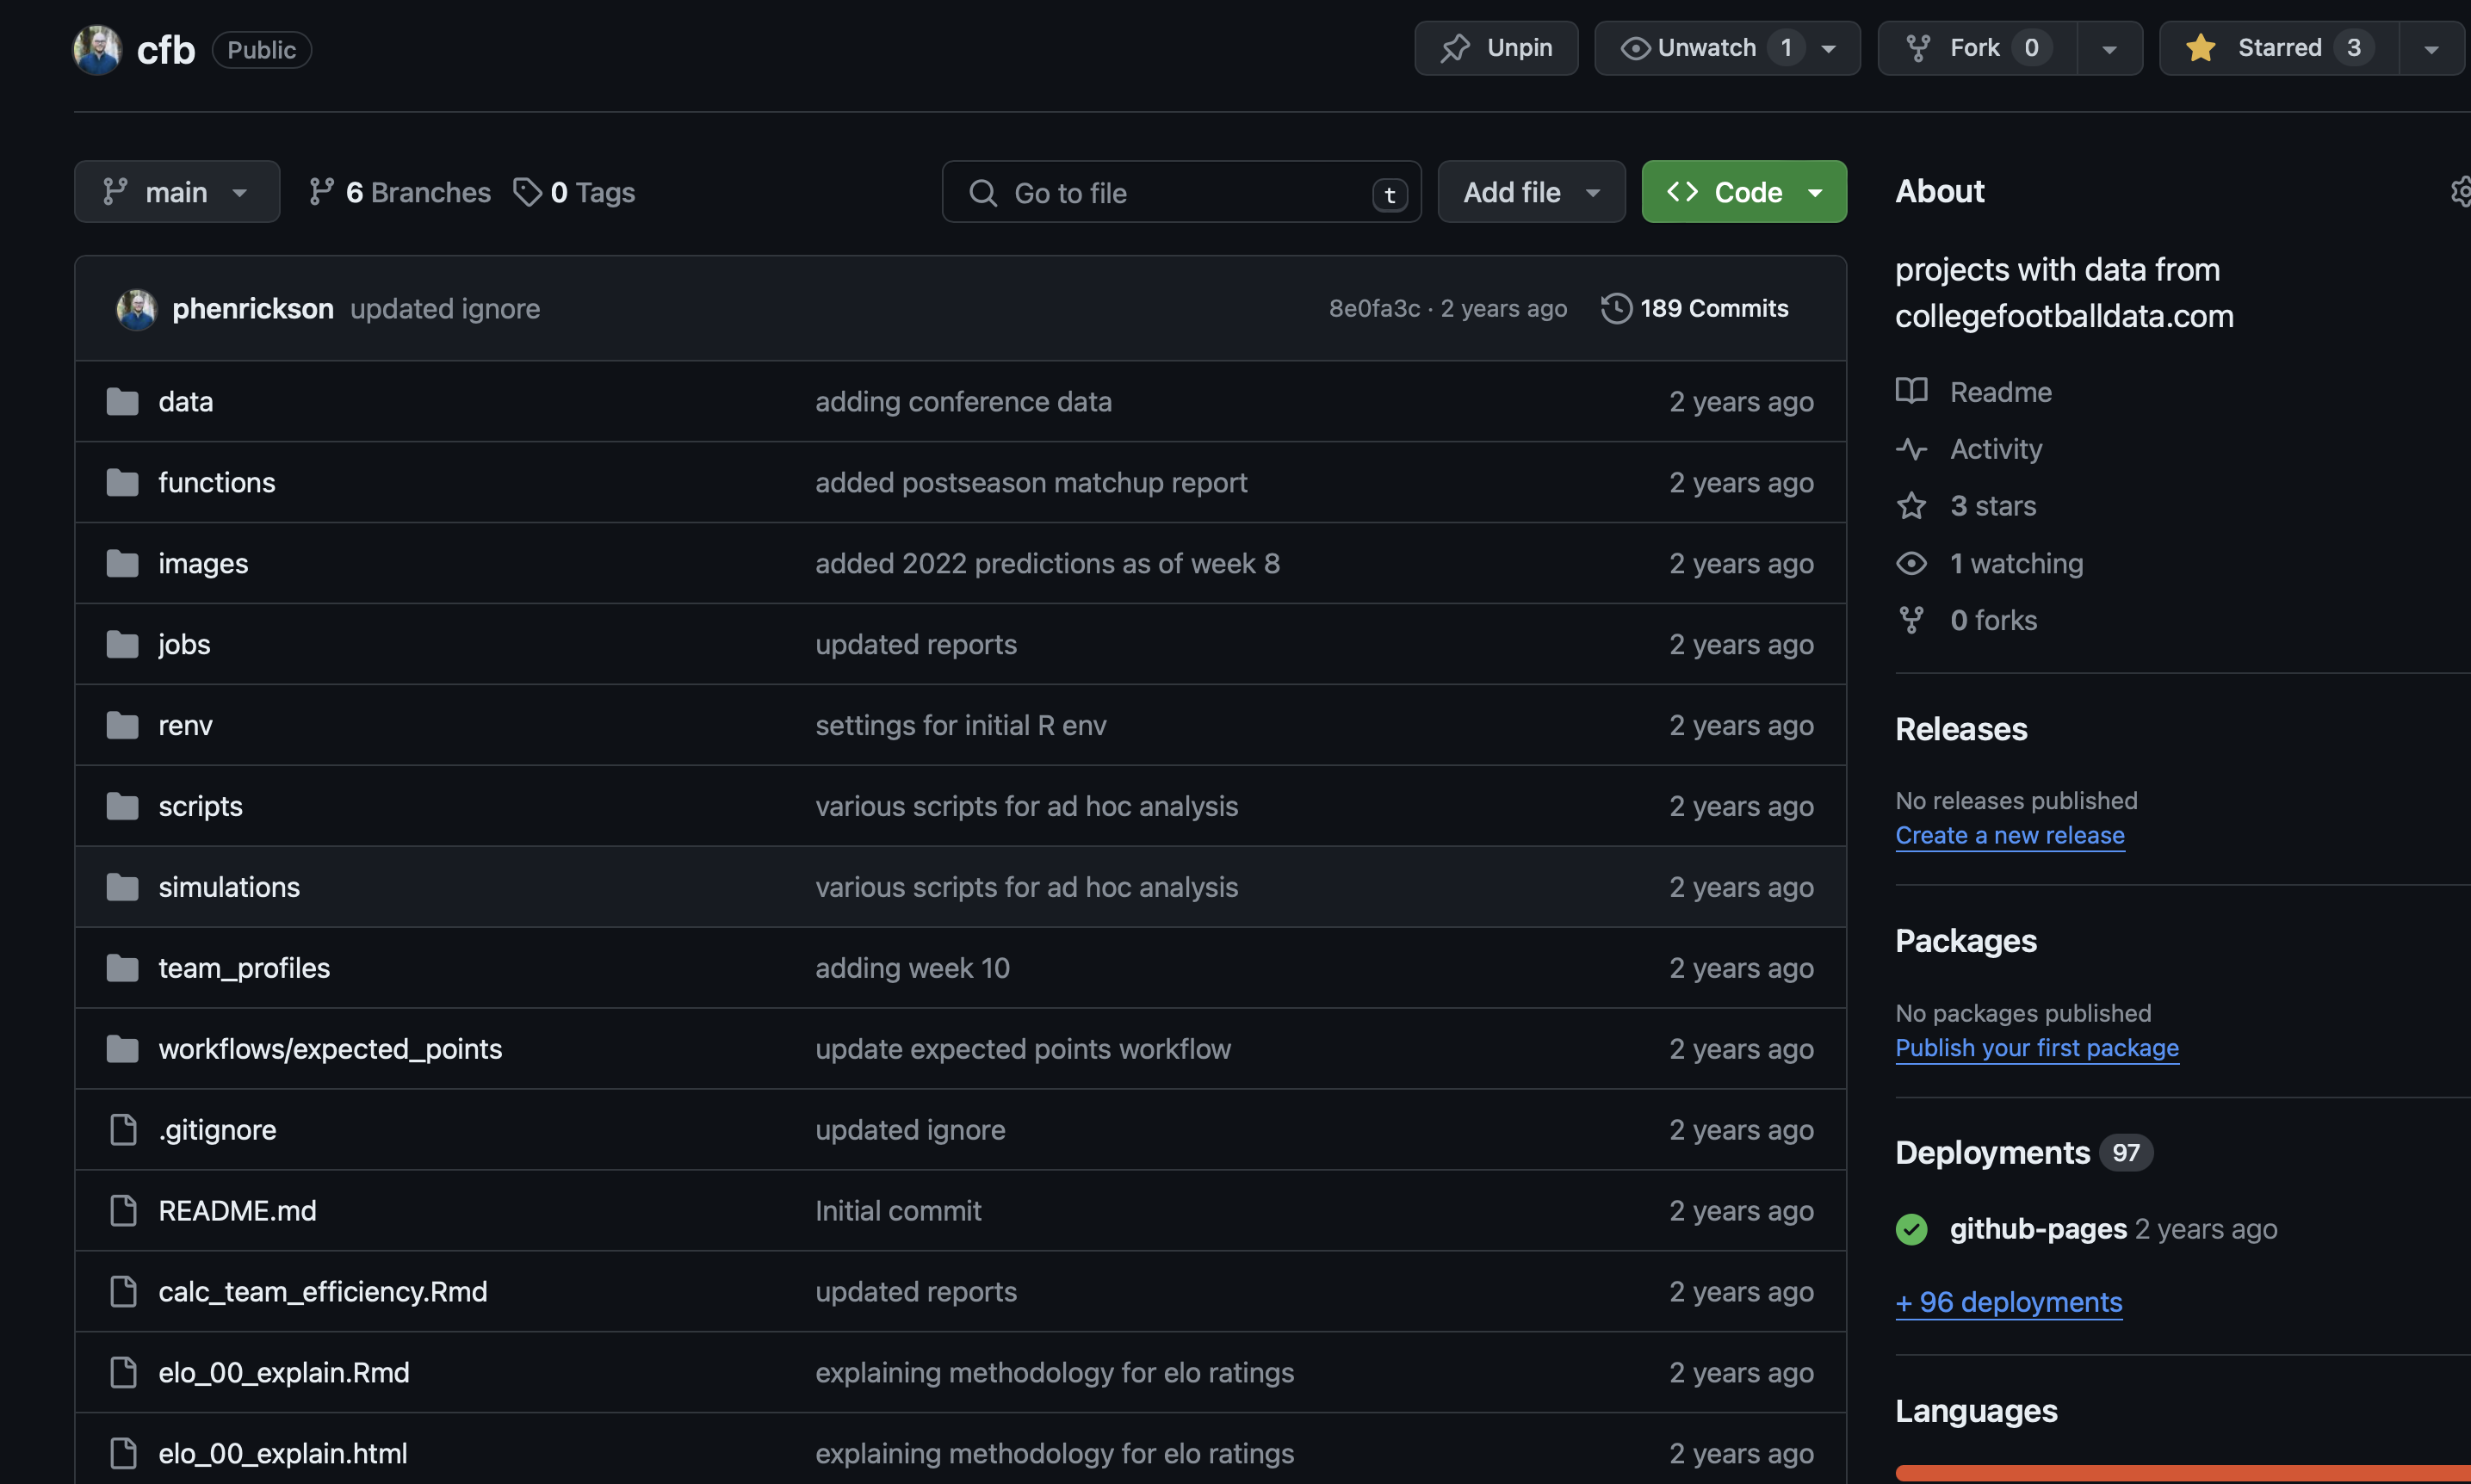 cfb Public Unpin Unwatch 1 Fork 0 Starred 3
main 6 Branches 0 Tags Go to file t Add file Code
phenrickson updated ignore 8e0fa3c · 2 years ago 189 Commits
data adding conference data 2 years ago
functions added postseason matchup report 2 years ago
images added 2022 predictions as of week 8 2 years ago
jobs updated reports 2 years ago
renv settings for initial R env 2 years ago
scripts various scripts for ad hoc analysis 2 years ago
simulations various scripts for ad hoc analysis 2 years ago
team_profiles adding week 10 2 years ago
workflows/expected_points update expected points workflow 2 years ago
.gitignore updated ignore 2 years ago
README.md Initial commit 2 years ago
calc_team_efficiency.Rmd updated reports 2 years ago
elo_00_explain.Rmd explaining methodology for elo ratings 2 years ago
elo_00_explain.html explaining methodology for elo ratings 2 years ago
About
projects with data from
collegefootballdata.com
Readme
Activity
3 stars
1 watching
0 forks
Releases
No releases published
Create a new release
Packages
No packages published
Publish your first package
Deployments 97
github-pages 2 years ago
+ 96 deployments
Languages